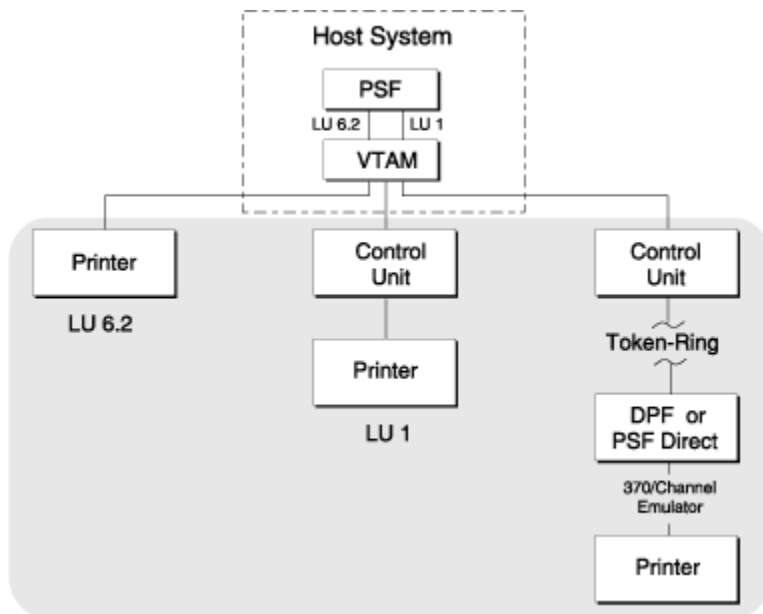 Host System
PSF
LU 6.2
LU 1
VTAM
Printer
LU 6.2
Control
Unit
Printer
LU 1
Control
Unit
Token-Ring
DPF or
PSF Direct
370/Channel
Emulator
Printer